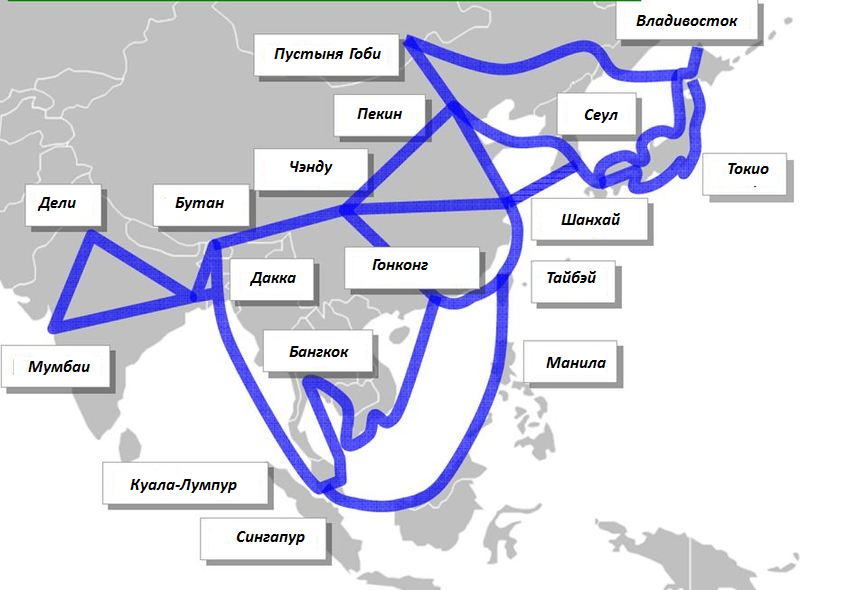 Владивосток
Пустыня Гоби
Пекин
Сеул
Чэнду
Токио
Дели
Бутан
Шанхай
Дакка
Гонконг
Тайбэй
Бангкок
Манила
Мумбаи
Куала-Лумпур
Сингапур